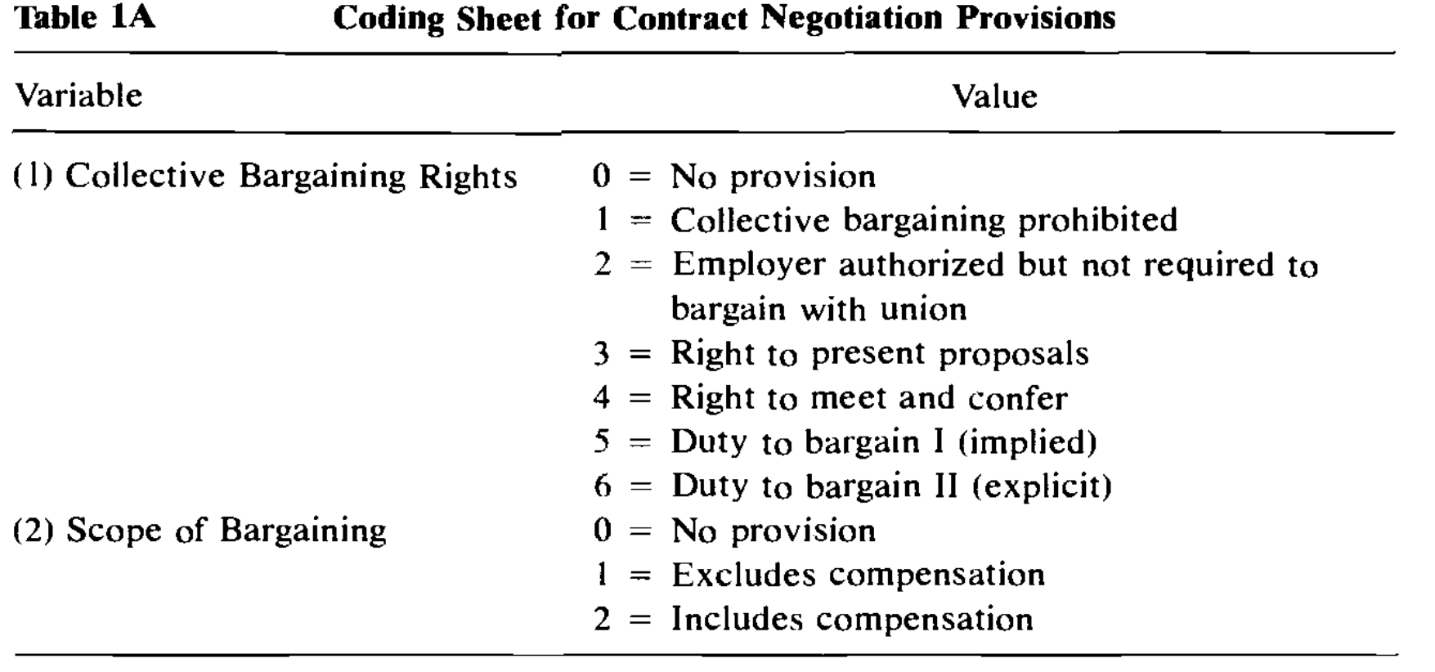 Table 1A Coding Sheet for Contract Negotiation Provisions
Variable Value
(1) Collective Bargaining Rights 0 = No provision
1 = Collective bargaining prohibited
2 = Employer authorized but not required to
bargain with union
3 = Right to present proposals
4 = Right to meet and confer
5 = Duty to bargain I (implied)
6 = Duty to bargain II (explicit)
(2) Scope of Bargaining 0 = No provision
1 = Excludes compensation
2 = Includes compensation